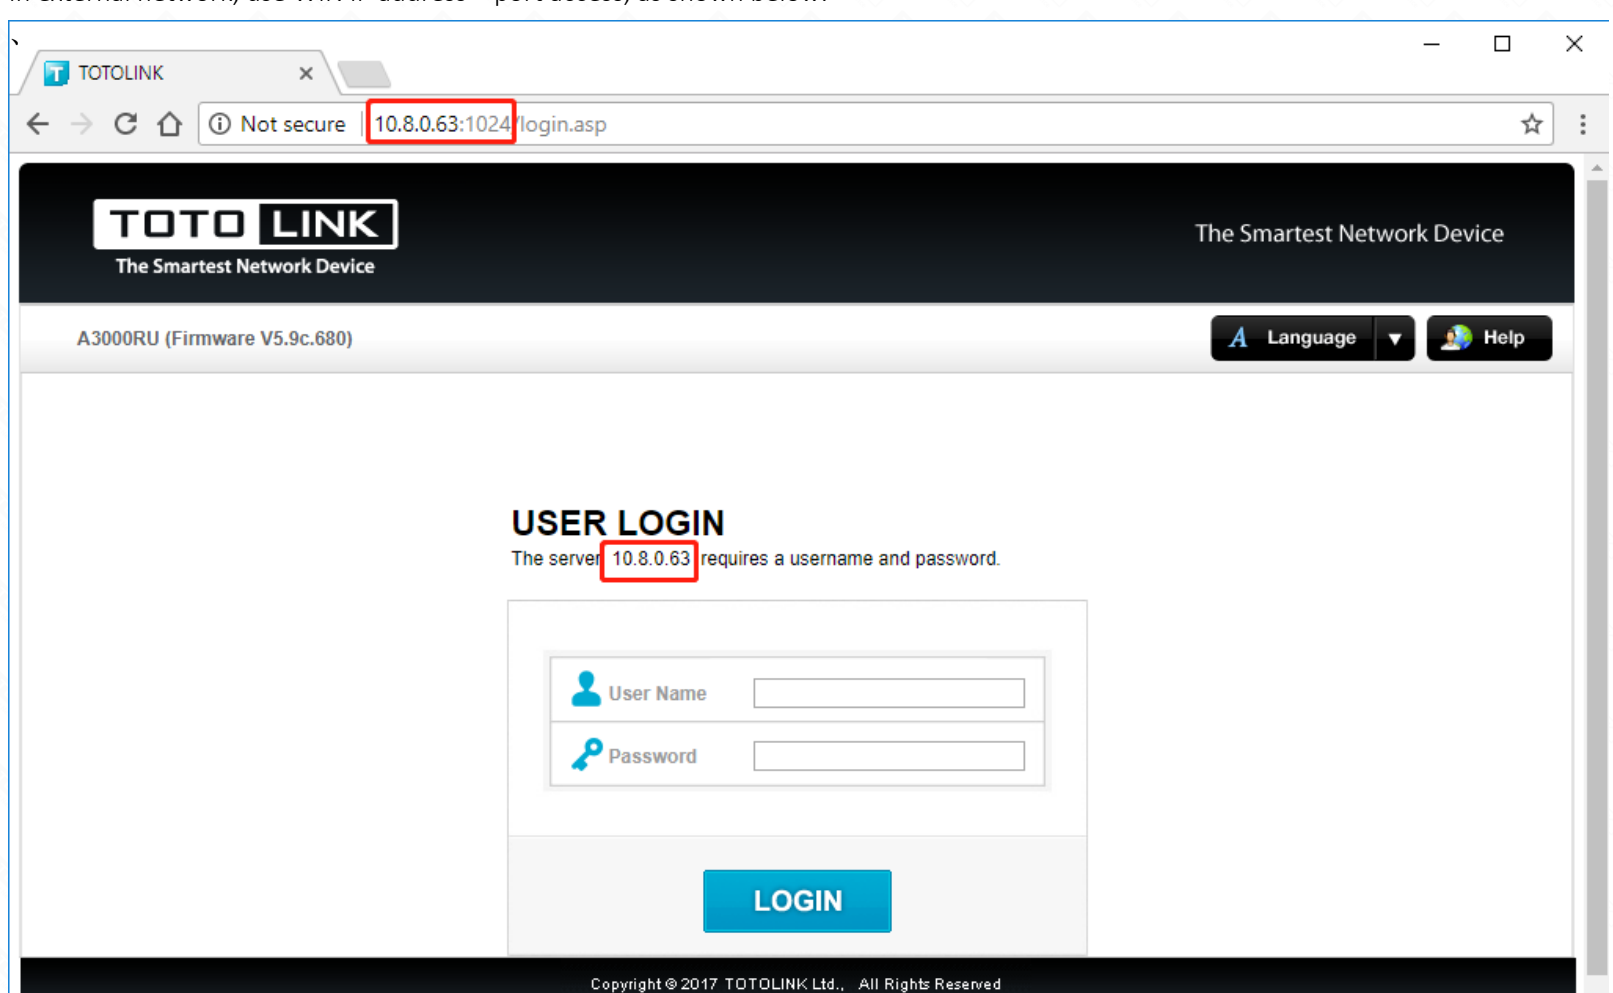 TOTOLINK
Not secure 10.8.0.63:1024/login.asp
TOTO LINK
The Smartest Network Device
The Smartest Network Device
A3000RU (Firmware V5.9c.680)
A Language
Help
USER LOGIN
The server 10.8.0.63 requires a username and password.
User Name
Password
LOGIN
Copyright © 2017 TOTOLINK Ltd., All Rights Reserved